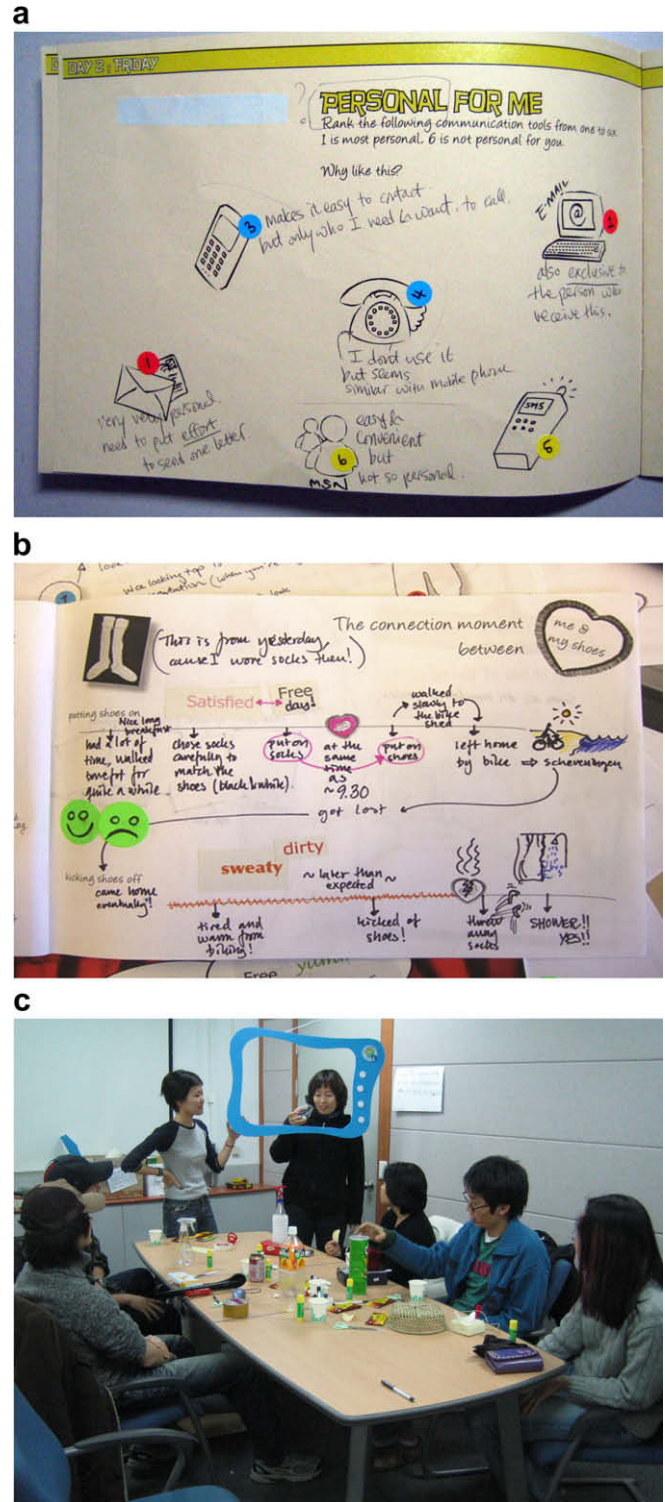 a
DAY 2 : FRIDAY
PERSONAL FOR ME
Rank the following communication tools from one to six
1 is most personal. 6 is not personal for you.
Why like this?
3
makes it easy to contact
but only who I need & want, to call.
E-MAIL
@
also exclusive to
the person who
receive this.
4
I don't use it
but seems
similar with mobile phone
1
Very very personal.
need to put effort
to send one letter.
6
MSN
easy &
convenient
but
not so personal.
SMS
5
b
The connection moment
between
me &
my shoes
(This is from yesterday,
cause I wore socks then!)
Satisfied
Free
day!
putting shoes on
Nice long
breakfast
had a lot of
time, walked
quite a while
chose socks
carefully to
match the
shoes (black/white).
put on
socks
at the
same
time
as
~9.30
put on
shoes
walked
slowly to
the bike
shed
left home
by bike ⇒ scheveningen
got lost
kicking shoes off
came home
eventually!!
sweaty
dirty
~ later than ~
expected
tired and
warm from
biking!
kicked of
shoes!
throw
away
socks
SHOWER!!
YES!!
Free
yummy
c